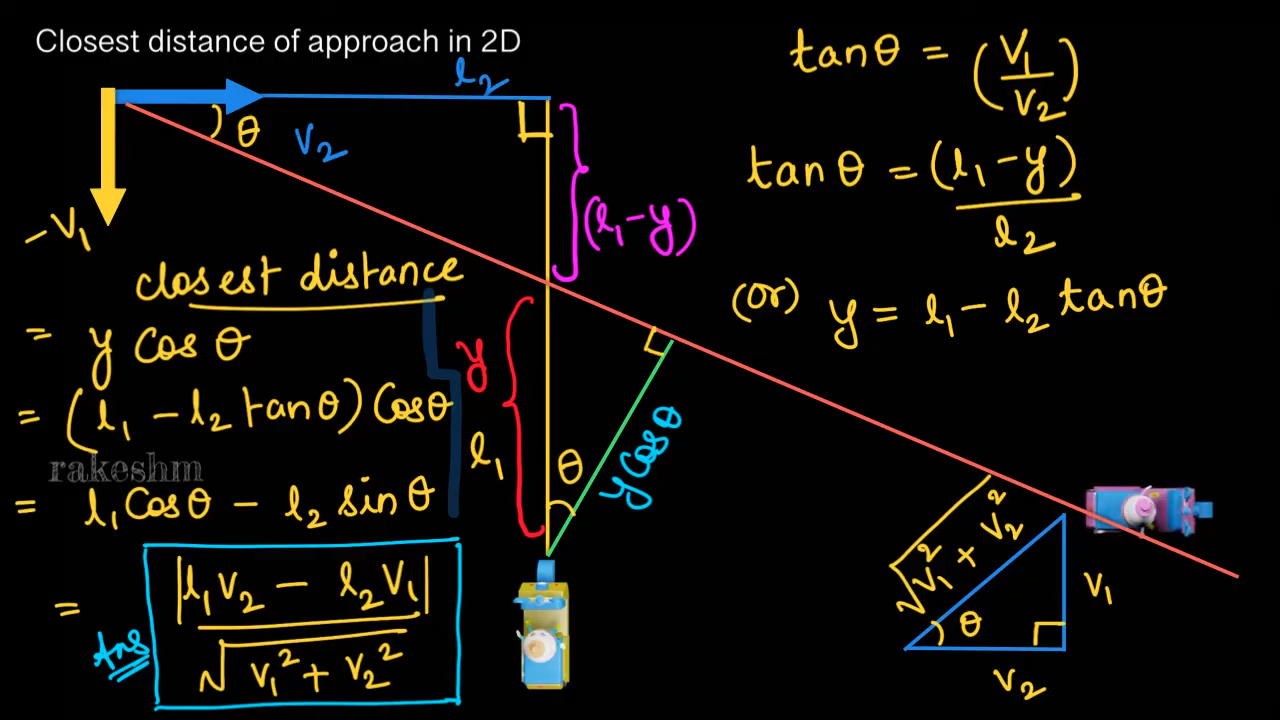 Closest distance of approach in 2D
l₂
θ
V₂
-V₁
(l₁-y)
y
l₁
θ
y cosθ
closest distance
= y cosθ
= (l₁ - l₂ tanθ) cosθ
rakeshm
= l₁ cosθ - l₂ sinθ
= |l₁V₂ - l₂V₁|
√V₁² + V₂²
Ans
tanθ = (V₁/V₂)
tanθ = (l₁-y)/l₂
(or) y = l₁ - l₂ tanθ
√V₁² + V₂²
θ
V₁
V₂